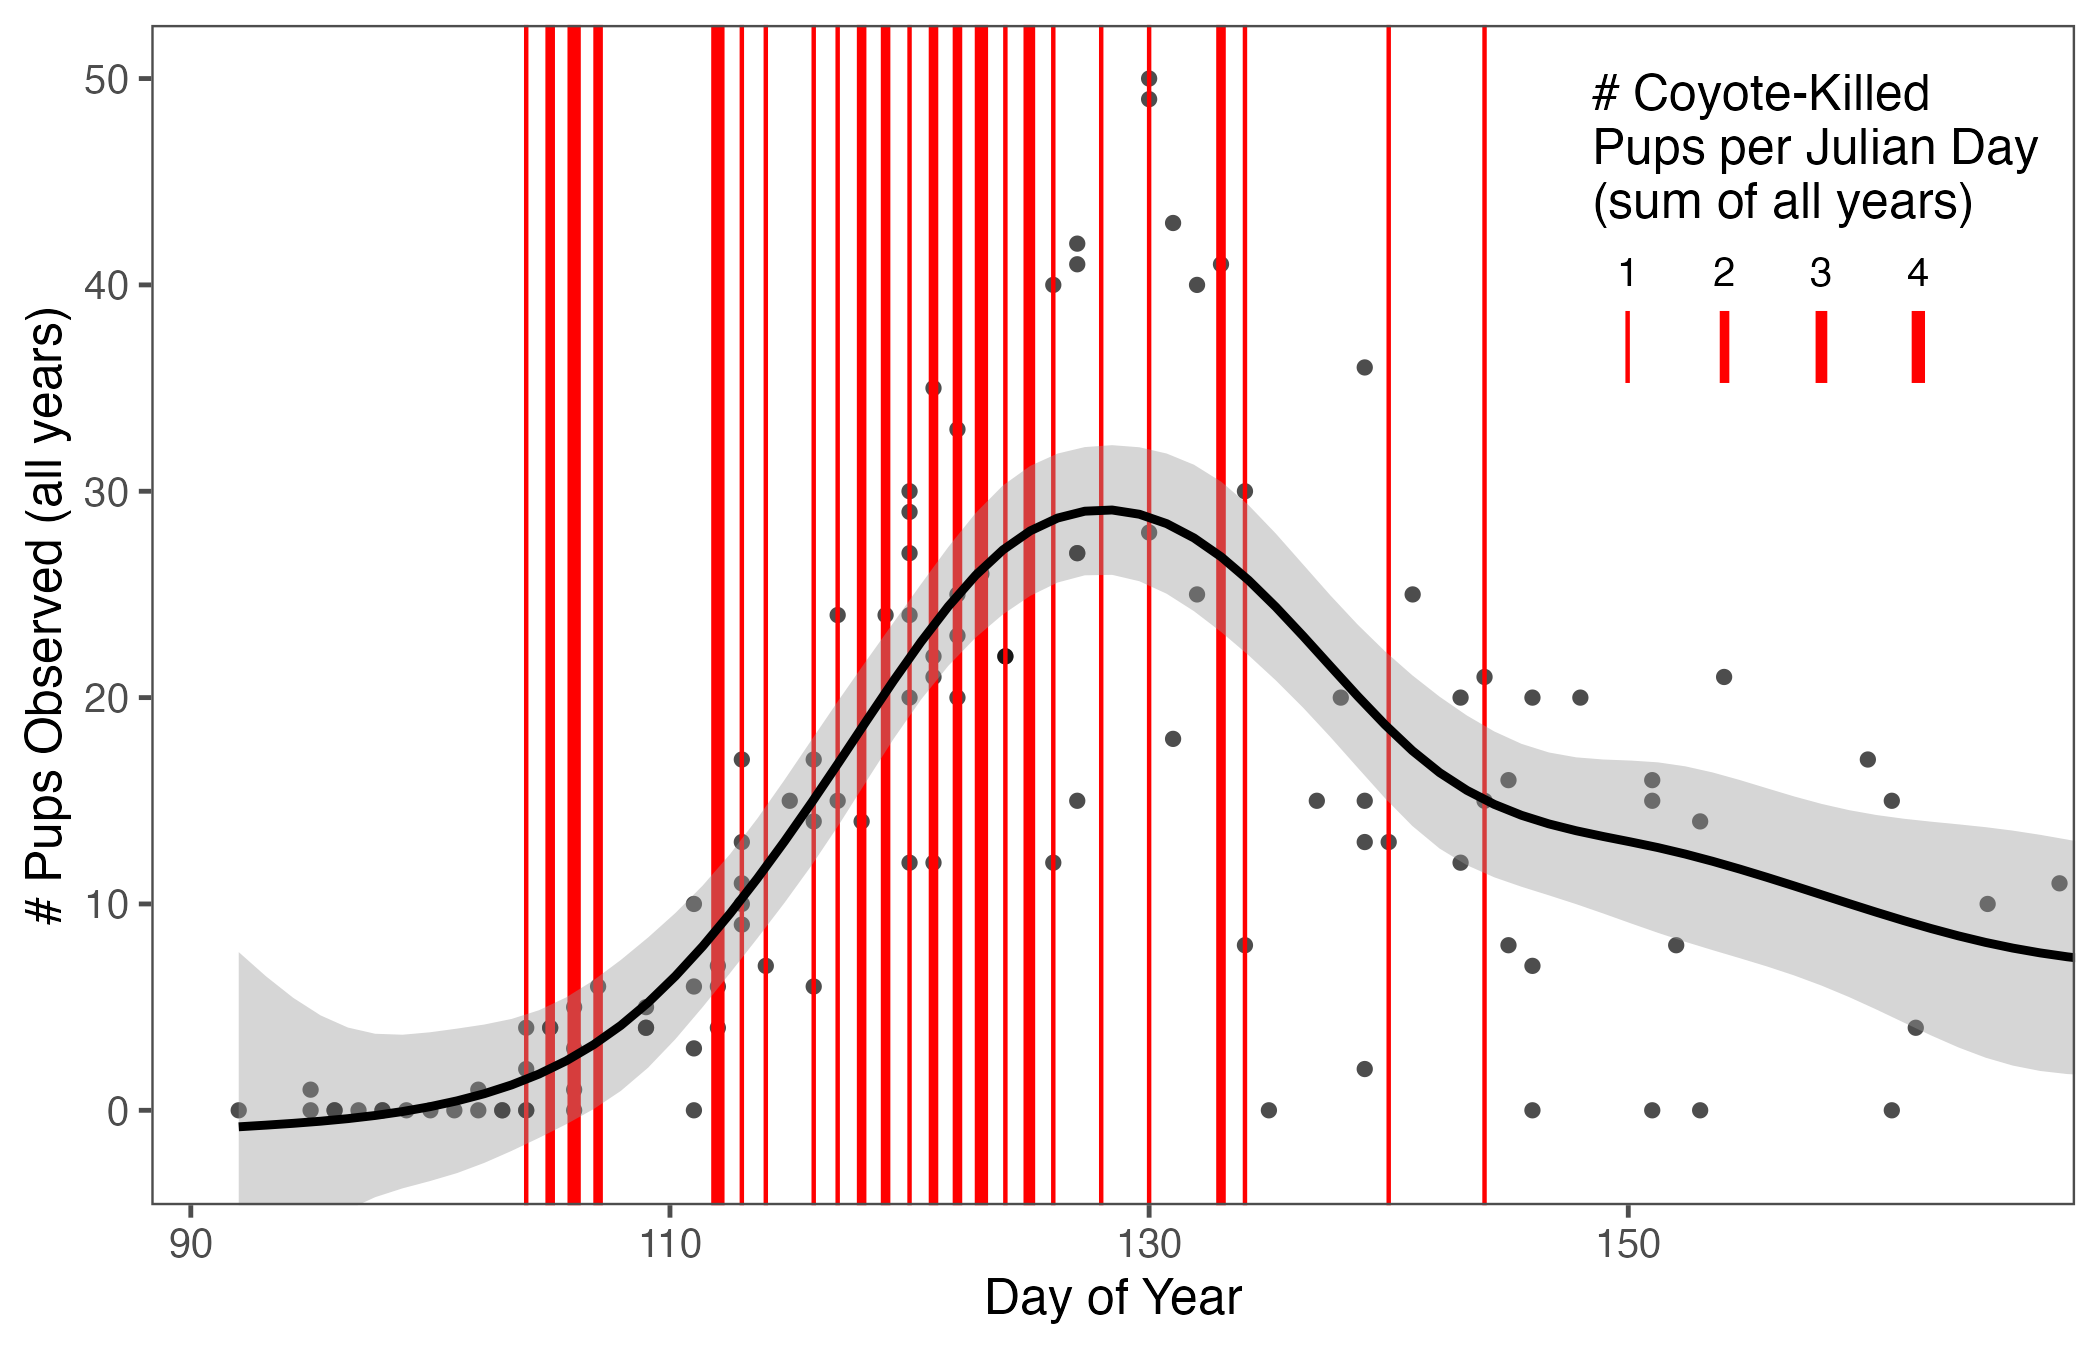 # Coyote-Killed
Pups per Julian Day
(sum of all years)
1 2 3 4
# Pups Observed (all years)
50
40
30
20
10
0
90 110 130 150
Day of Year